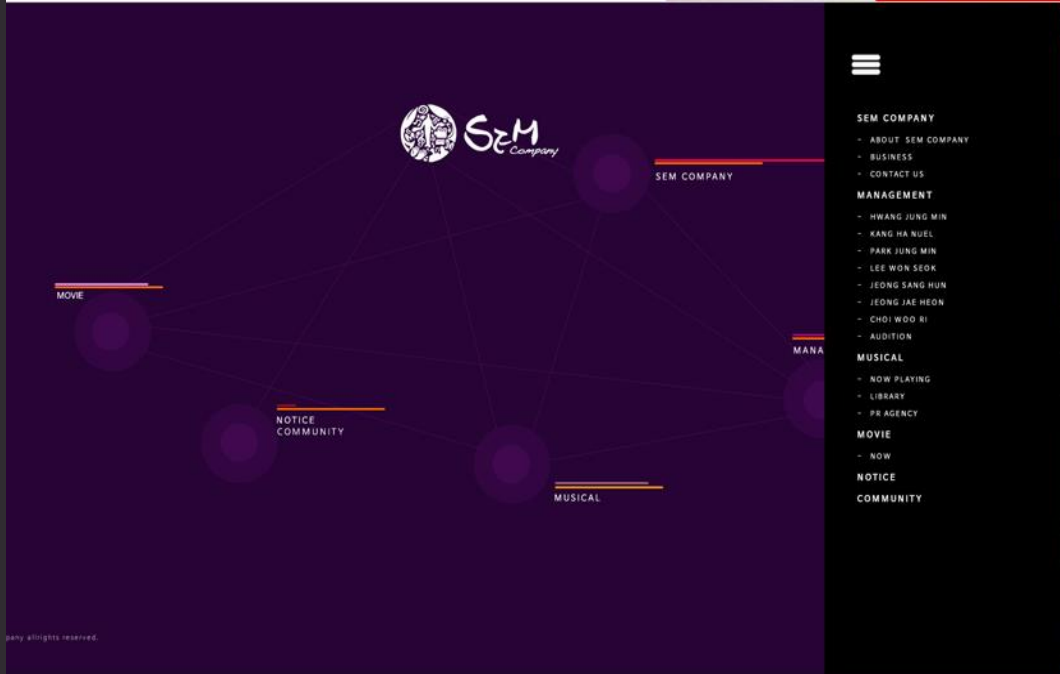 SEM
Company
SEM COMPANY
MOVIE
MANA
NOTICE
COMMUNITY
MUSICAL
pany allrights reserved.
SEM COMPANY
- ABOUT SEM COMPANY
- BUSINESS
- CONTACT US
MANAGEMENT
- HWANG JUNG MIN
- KANG HA NUEL
- PARK JUNG MIN
- LEE WON SEOK
- JEONG SANG HUN
- JEONG JAE HEON
- CHOI WOO RI
- AUDITION
MUSICAL
- NOW PLAYING
- LIBRARY
- PR AGENCY
MOVIE
- NOW
NOTICE
COMMUNITY